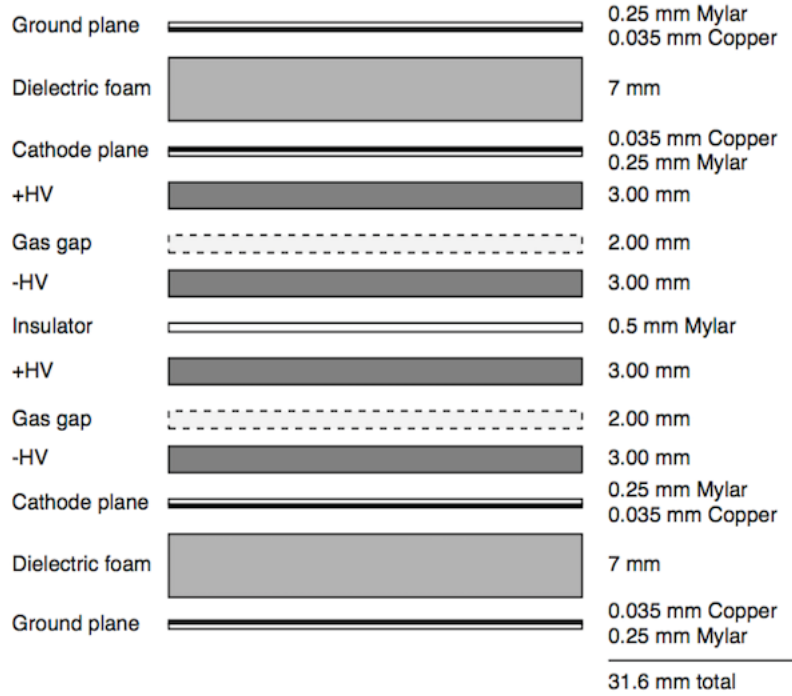 Ground plane
0.25 mm Mylar
0.035 mm Copper
Dielectric foam
7 mm
Cathode plane
0.035 mm Copper
0.25 mm Mylar
+HV
3.00 mm
Gas gap
2.00 mm
-HV
3.00 mm
Insulator
0.5 mm Mylar
+HV
3.00 mm
Gas gap
2.00 mm
-HV
3.00 mm
Cathode plane
0.25 mm Mylar
0.035 mm Copper
Dielectric foam
7 mm
Ground plane
0.035 mm Copper
0.25 mm Mylar
31.6 mm total